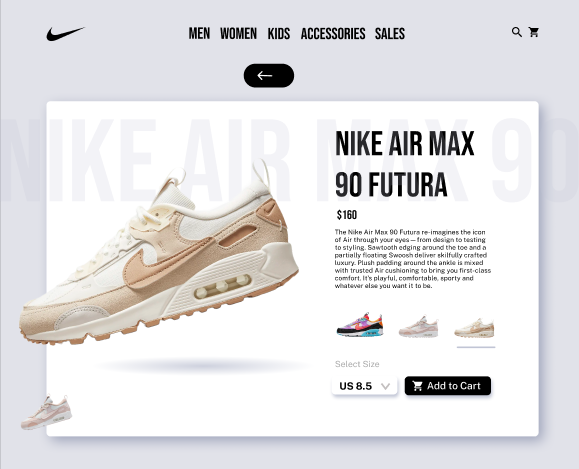 MEN WOMEN KIDS ACCESSORIES SALES
NIKE AIR MAX 90
NIKE AIR MAX
90 FUTURA
$160
The Nike Air Max 90 Futura re-imagines the icon
of Air through your eyes—from design to testing
to styling. Sawtooth edging around the toe and a
partially floating Swoosh deliver skilfully crafted
luxury. Plush padding around the ankle is mixed
with trusted Air cushioning to bring you first-class
comfort. It's playful, comfortable, sporty and
whatever else you want it to be.
Select Size
US 8.5
Add to Cart